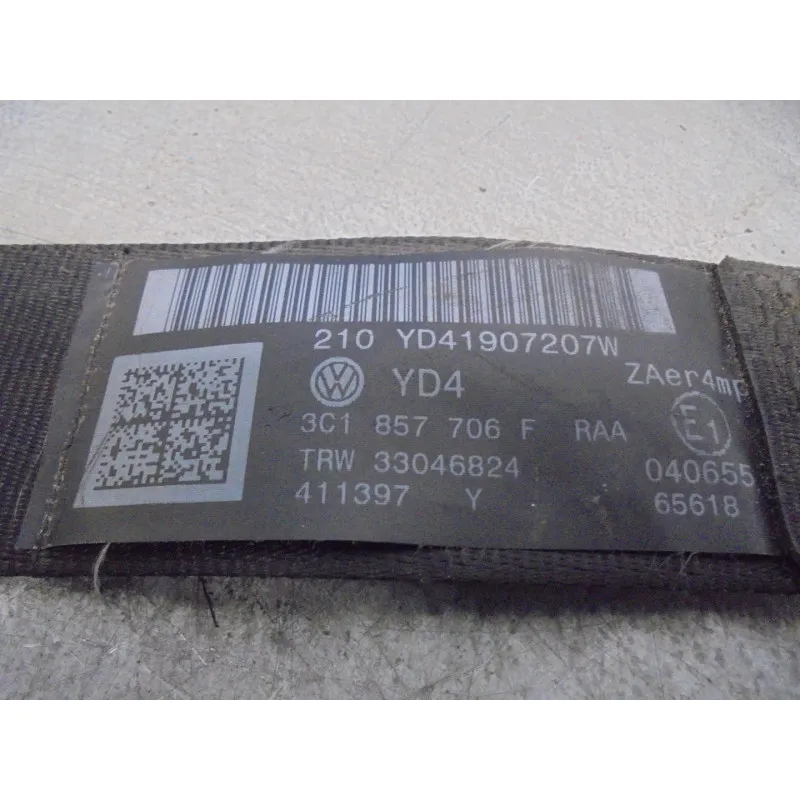 210 YD41907207W
YD4 ZAer4mp
3C1 857 706 F RAA E1
TRW 33046824 040655
411397 Y 65618